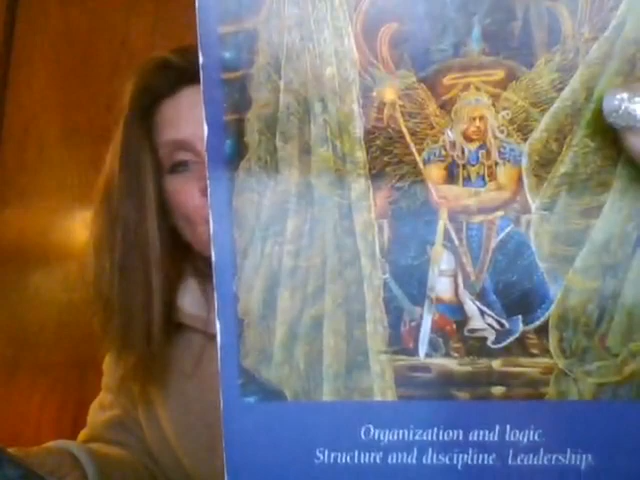 Organization and logic.
Structure and discipline. Leadership.